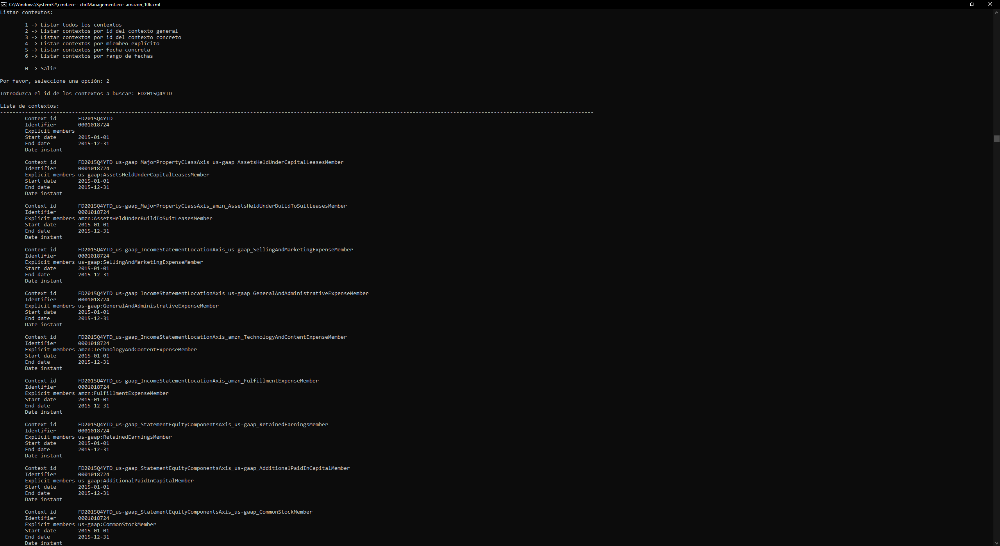 C:\Windows\System32\cmd.exe - xbrlManagement.exe  amazon_10k.xml
Listar contextos:
1 -> Listar todos los contextos
2 -> Listar contextos por id del contexto general
3 -> Listar contextos por id del contexto concreto
4 -> Listar contextos por miembro explícito
5 -> Listar contextos por fecha concreta
6 -> Listar contextos por rango de fechas
0 -> Salir
Por favor, seleccione una opción: 2
Introduzca el id de los contextos a buscar: FD2015Q4YTD
Lista de contextos:
----------------------------------------------------------------------------------------------------------------------------------------------------------------------------------------------
Context id       FD2015Q4YTD
Identifier       0001018724
Explicit members
Start date       2015-01-01
End date         2015-12-31
Date instant
Context id       FD2015Q4YTD_us-gaap_MajorPropertyClassAxis_us-gaap_AssetsHeldUnderCapitalLeasesMember
Identifier       0001018724
Explicit members us-gaap:AssetsHeldUnderCapitalLeasesMember
Start date       2015-01-01
End date         2015-12-31
Date instant
Context id       FD2015Q4YTD_us-gaap_MajorPropertyClassAxis_amzn_AssetsHeldUnderBuildToSuitLeasesMember
Identifier       0001018724
Explicit members amzn:AssetsHeldUnderBuildToSuitLeasesMember
Start date       2015-01-01
End date         2015-12-31
Date instant
Context id       FD2015Q4YTD_us-gaap_IncomeStatementLocationAxis_us-gaap_SellingAndMarketingExpenseMember
Identifier       0001018724
Explicit members us-gaap:SellingAndMarketingExpenseMember
Start date       2015-01-01
End date         2015-12-31
Date instant
Context id       FD2015Q4YTD_us-gaap_IncomeStatementLocationAxis_us-gaap_GeneralAndAdministrativeExpenseMember
Identifier       0001018724
Explicit members us-gaap:GeneralAndAdministrativeExpenseMember
Start date       2015-01-01
End date         2015-12-31
Date instant
Context id       FD2015Q4YTD_us-gaap_IncomeStatementLocationAxis_amzn_TechnologyAndContentExpenseMember
Identifier       0001018724
Explicit members amzn:TechnologyAndContentExpenseMember
Start date       2015-01-01
End date         2015-12-31
Date instant
Context id       FD2015Q4YTD_us-gaap_IncomeStatementLocationAxis_amzn_FulfillmentExpenseMember
Identifier       0001018724
Explicit members amzn:FulfillmentExpenseMember
Start date       2015-01-01
End date         2015-12-31
Date instant
Context id       FD2015Q4YTD_us-gaap_StatementEquityComponentsAxis_us-gaap_RetainedEarningsMember
Identifier       0001018724
Explicit members us-gaap:RetainedEarningsMember
Start date       2015-01-01
End date         2015-12-31
Date instant
Context id       FD2015Q4YTD_us-gaap_StatementEquityComponentsAxis_us-gaap_AdditionalPaidInCapitalMember
Identifier       0001018724
Explicit members us-gaap:AdditionalPaidInCapitalMember
Start date       2015-01-01
End date         2015-12-31
Date instant
Context id       FD2015Q4YTD_us-gaap_StatementEquityComponentsAxis_us-gaap_CommonStockMember
Identifier       0001018724
Explicit members us-gaap:CommonStockMember
Start date       2015-01-01
End date         2015-12-31
Date instant